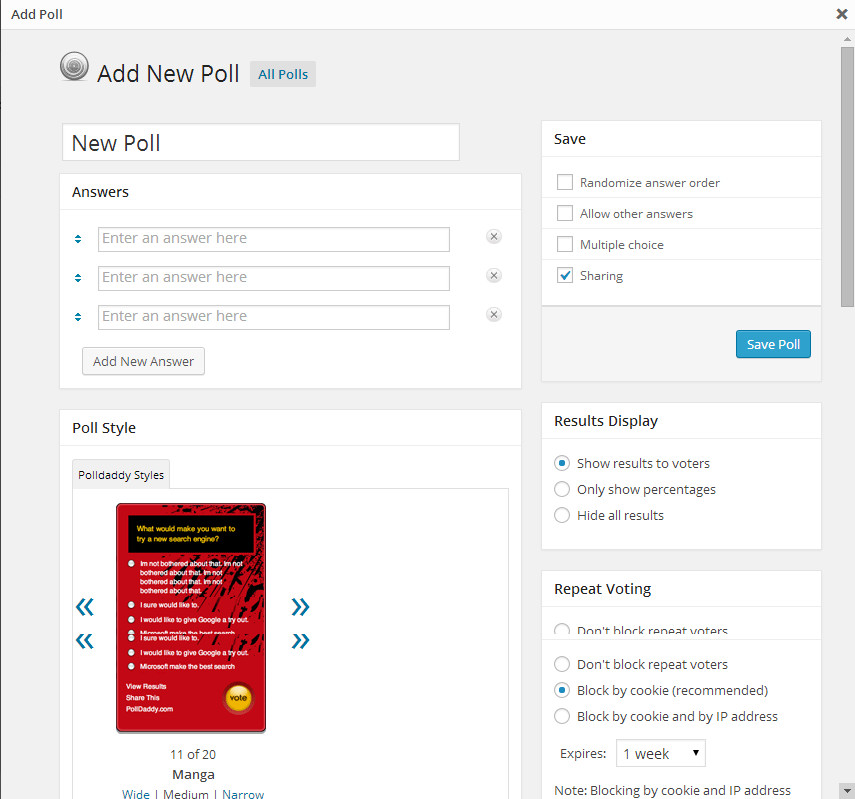 Add Poll
Add New Poll
All Polls
New Poll
Answers
Enter an answer here
Enter an answer here
Enter an answer here
Add New Answer
Poll Style
Polldaddy Styles
What would make you want to
try a new search engine?
Im not bothered about that. Im not
bothered about that. Im not
bothered about that. Im not
bothered about that.
I sure would like to.
I would like to give Google a try out.
Microsoft make the best search
I sure would like to.
I would like to give Google a try out.
Microsoft make the best search
View Results
Share This
PollDaddy.com
vote
11 of 20
Manga
Wide | Medium | Narrow
Save
Randomize answer order
Allow other answers
Multiple choice
Sharing
Save Poll
Results Display
Show results to voters
Only show percentages
Hide all results
Repeat Voting
Don't block repeat voters
Don't block repeat voters
Block by cookie (recommended)
Block by cookie and by IP address
Expires: 1 week
Note: Blocking by cookie and IP address